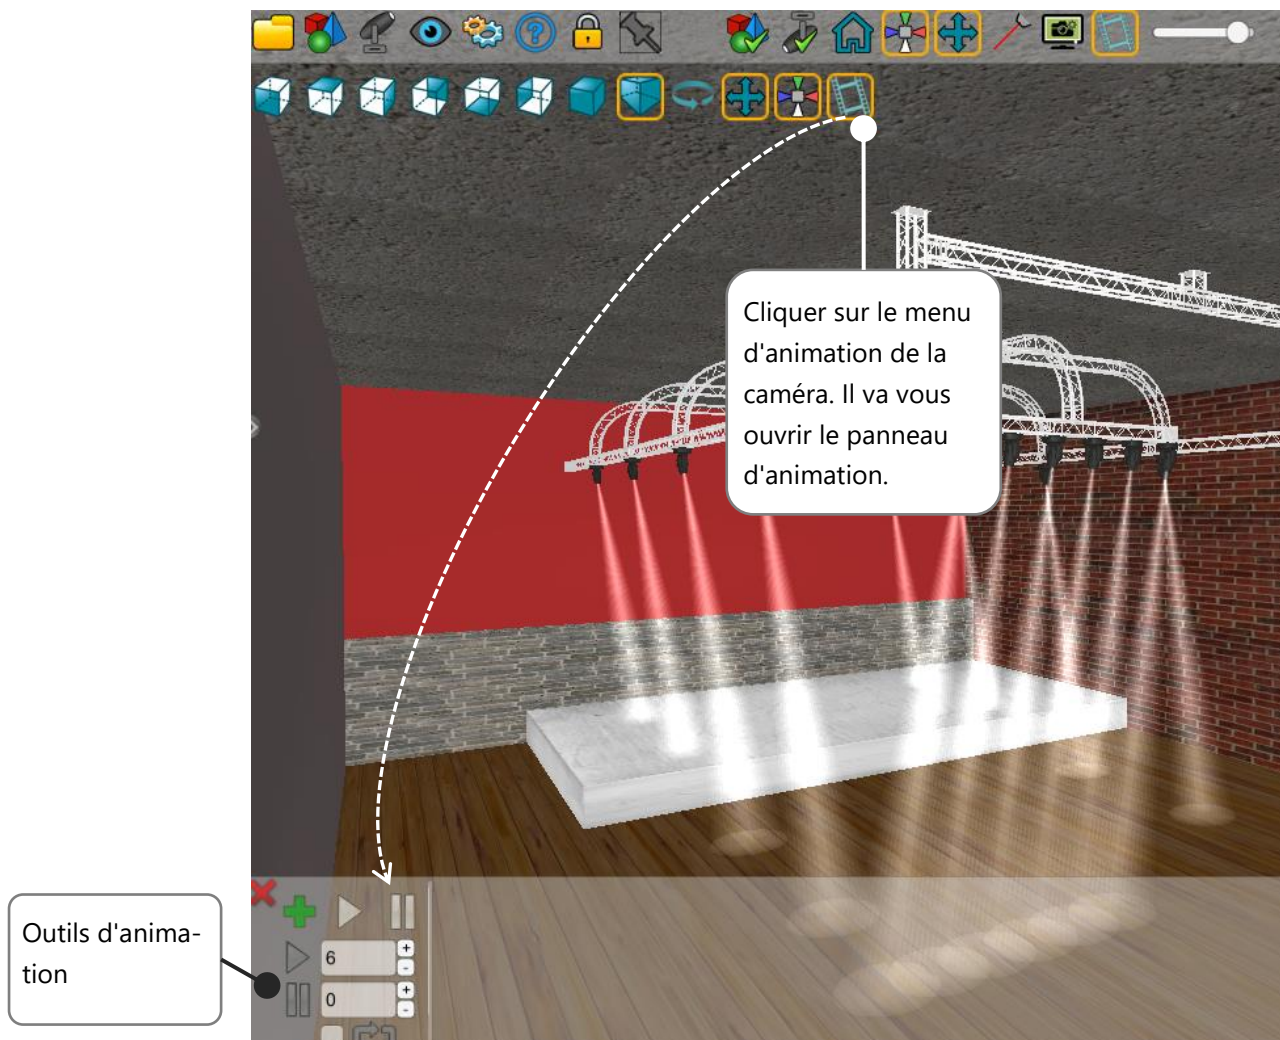 Cliquer sur le menu
d'animation de la
caméra. Il va vous
ouvrir le panneau
d'animation.
Outils d'anima-
tion
6
+
-
0
+
-